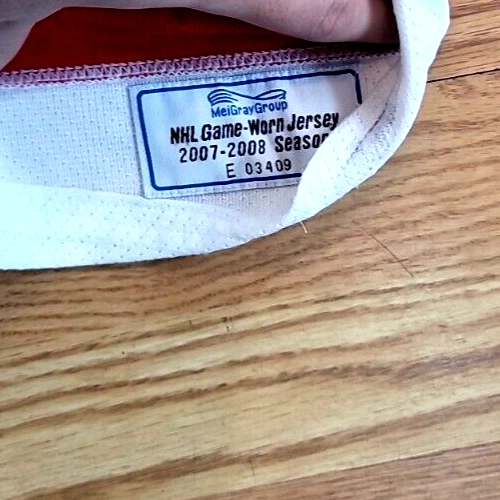 MeiGrayGroup
NHL Game-Worn Jersey
2007-2008 Season
E 03409